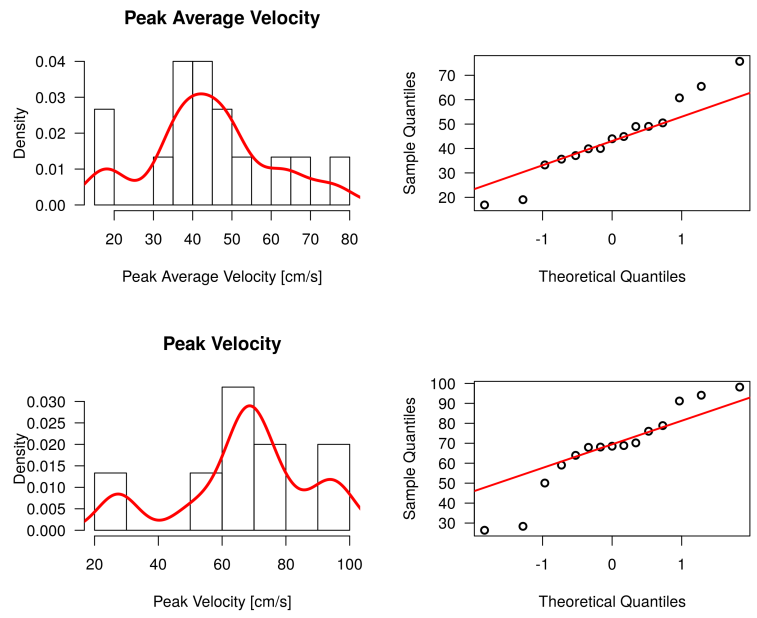 Peak Average Velocity
Density
0.04
0.03
0.02
0.01
0.00
20 30 40 50 60 70 80
Peak Average Velocity [cm/s]
Sample Quantiles
70
60
50
40
30
20
-1 0 1
Theoretical Quantiles
Peak Velocity
Density
0.030
0.025
0.020
0.015
0.010
0.005
0.000
20 40 60 80 100
Peak Velocity [cm/s]
Sample Quantiles
100
90
80
70
60
50
40
30
-1 0 1
Theoretical Quantiles